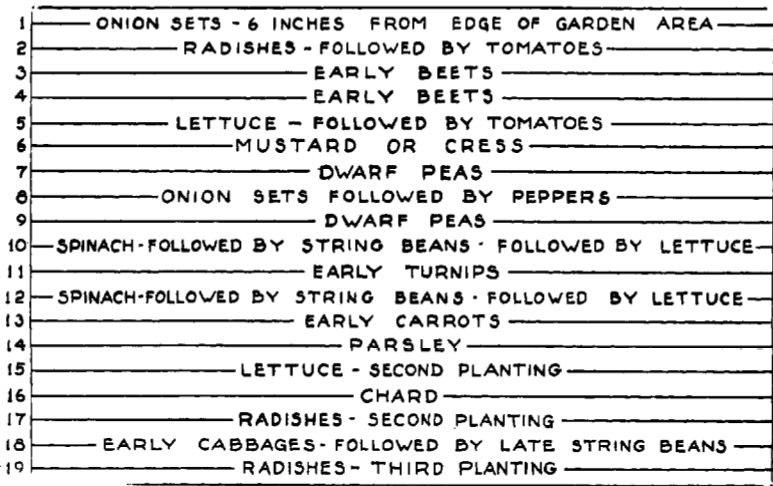 1 ONION SETS - 6 INCHES FROM EDGE OF GARDEN AREA
2 RADISHES - FOLLOWED BY TOMATOES
3 EARLY BEETS
4 EARLY BEETS
5 LETTUCE - FOLLOWED BY TOMATOES
6 MUSTARD OR CRESS
7 DWARF PEAS
8 ONION SETS FOLLOWED BY PEPPERS
9 DWARF PEAS
10 SPINACH - FOLLOWED BY STRING BEANS - FOLLOWED BY LETTUCE
11 EARLY TURNIPS
12 SPINACH - FOLLOWED BY STRING BEANS - FOLLOWED BY LETTUCE
13 EARLY CARROTS
14 PARSLEY
15 LETTUCE - SECOND PLANTING
16 CHARD
17 RADISHES - SECOND PLANTING
18 EARLY CABBAGES - FOLLOWED BY LATE STRING BEANS
19 RADISHES - THIRD PLANTING